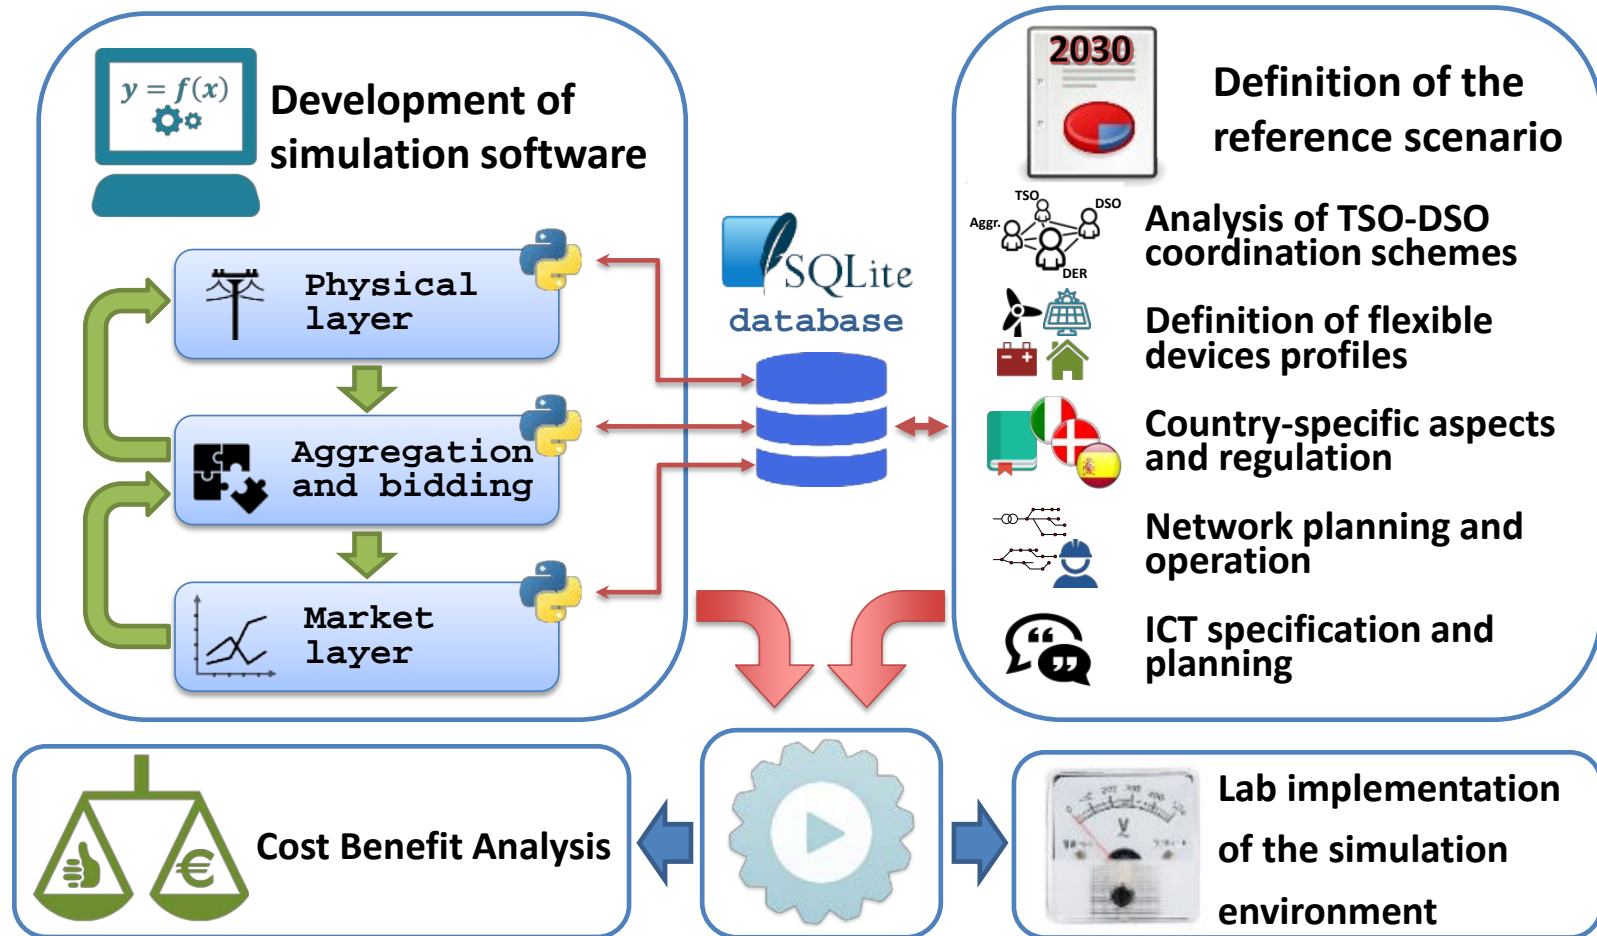 y = f(x)
Development of
simulation software
Physical
layer
Aggregation
and bidding
Market
layer
SQLite
database
2030
Definition of the
reference scenario
TSO
DSO
Aggr.
DER
Analysis of TSO-DSO
coordination schemes
Definition of flexible
devices profiles
Country-specific aspects
and regulation
Network planning and
operation
ICT specification and
planning
€
Cost Benefit Analysis
V
Lab implementation
of the simulation
environment